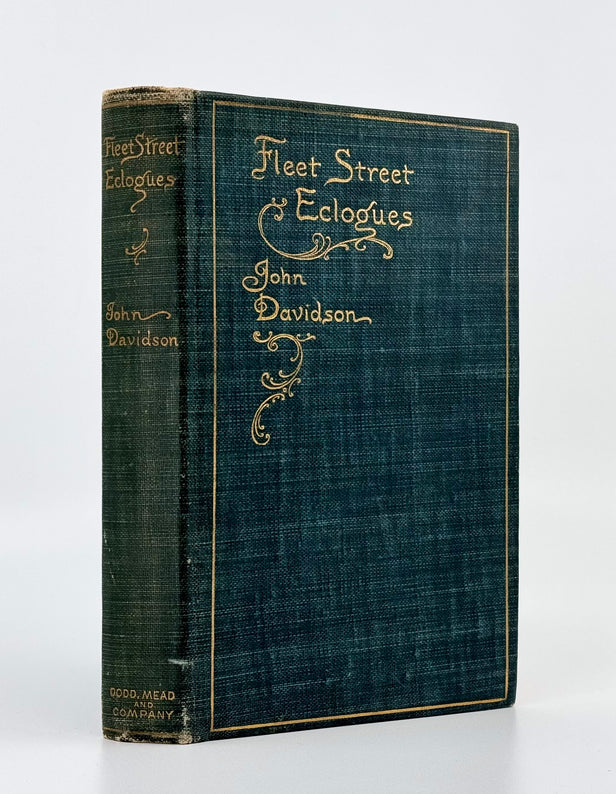 Fleet Street
Eclogues
John
Davidson
DODD, MEAD
AND
COMPANY
Fleet Street
Eclogues
John
Davidson